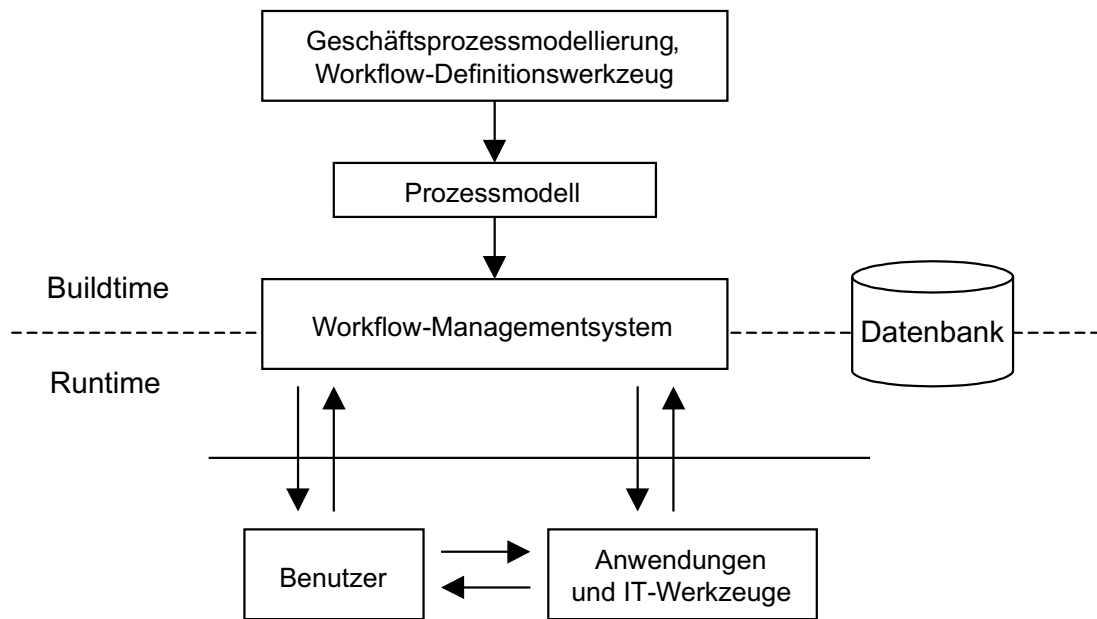 Geschäftsprozessmodellierung,
Workflow-Definitionswerkzeug
Prozessmodell
Buildtime
Workflow-Managementsystem
Datenbank
Runtime
Benutzer
Anwendungen
und IT-Werkzeuge